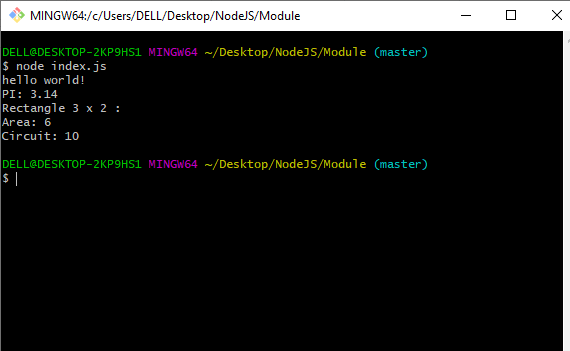 MINGW64:/c/Users/DELL/Desktop/NodeJS/Module
DELL@DESKTOP-2KP9HS1 MINGW64 ~/Desktop/NodeJS/Module (master)
$ node index.js
hello world!
PI: 3.14
Rectangle 3 x 2 :
Area: 6
Circuit: 10
DELL@DESKTOP-2KP9HS1 MINGW64 ~/Desktop/NodeJS/Module (master)
$